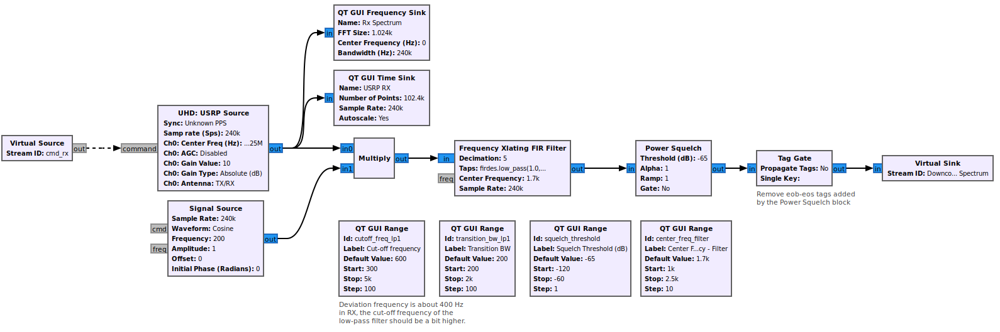 QT GUI Frequency Sink
Name: Rx Spectrum
FFT Size: 1.024k
Center Frequency (Hz): 0
Bandwidth (Hz): 240k
in
QT GUI Time Sink
Name: USRP RX
Number of Points: 102.4k
Sample Rate: 240k
Autoscale: Yes
in
Virtual Source
Stream ID: cmd_rx
out
UHD: USRP Source
Sync: Unknown PPS
Samp rate (Sps): 240k
Ch0: Center Freq (Hz): ...25M
Ch0: AGC: Disabled
Ch0: Gain Value: 10
Ch0: Gain Type: Absolute (dB)
Ch0: Antenna: TX/RX
command
out
Signal Source
Sample Rate: 240k
Waveform: Cosine
Frequency: 200
Amplitude: 1
Offset: 0
Initial Phase (Radians): 0
cmd
freq
out
in0
in1
Multiply
out
Frequency Xlating FIR Filter
Decimation: 5
Taps: firdes.low_pass(1.0,...
Center Frequency: 1.7k
Sample Rate: 240k
in
freq
out
Power Squelch
Threshold (dB): -65
Alpha: 1
Ramp: 1
Gate: No
in
out
Tag Gate
Propagate Tags: No
Single Key:
in
out
Remove eob-eos tags added
by the Power Squelch block
Virtual Sink
Stream ID: Downco... Spectrum
in
QT GUI Range
Id: cutoff_freq_lp1
Label: Cut-off frequency
Default Value: 600
Start: 300
Stop: 5k
Step: 100
Deviation frequency is about 400 Hz
in RX, the cut-off frequency of the
low-pass filter should be a bit higher.
QT GUI Range
Id: transition_bw_lp1
Label: Transition BW
Default Value: 200
Start: 200
Stop: 2k
Step: 100
QT GUI Range
Id: squelch_threshold
Label: Squelch Threshold (dB)
Default Value: -65
Start: -120
Stop: -60
Step: 1
QT GUI Range
Id: center_freq_filter
Label: Center F...cy - Filter
Default Value: 1.7k
Start: 1k
Stop: 2.5k
Step: 10